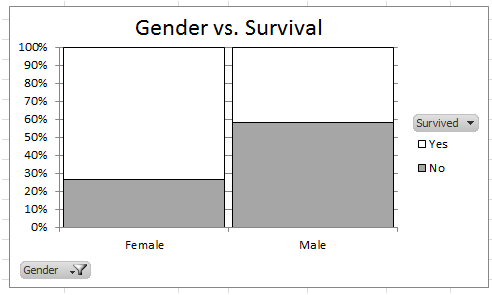 Gender vs. Survival
100%
90%
80%
70%
60%
50%
40%
30%
20%
10%
0%
Female Male
Survived
Yes
No
Gender